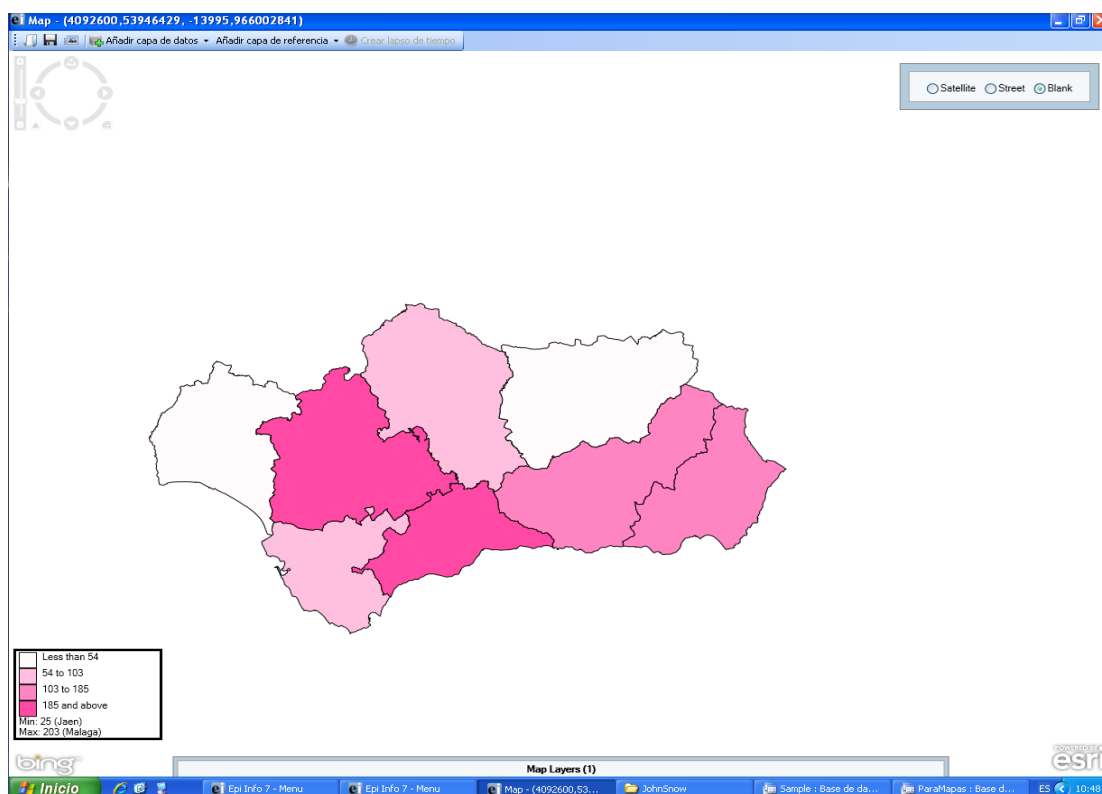 Map - (4092600,53946429, -13995,966002841)
Añadir capa de datos Añadir capa de referencia Crear lapso de tiempo
Satellite Street Blank
Less than 54
54 to 103
103 to 185
185 and above
Min: 25 (Jaen)
Max: 203 (Malaga)
bing
POWERED BY
esri
Map Layers (1)
Inicio Epi Info 7 - Menu Epi Info 7 - Menu Map - (4092600,53... JohnSnow Sample : Base de da... ParaMapas : Base d... ES 10:48